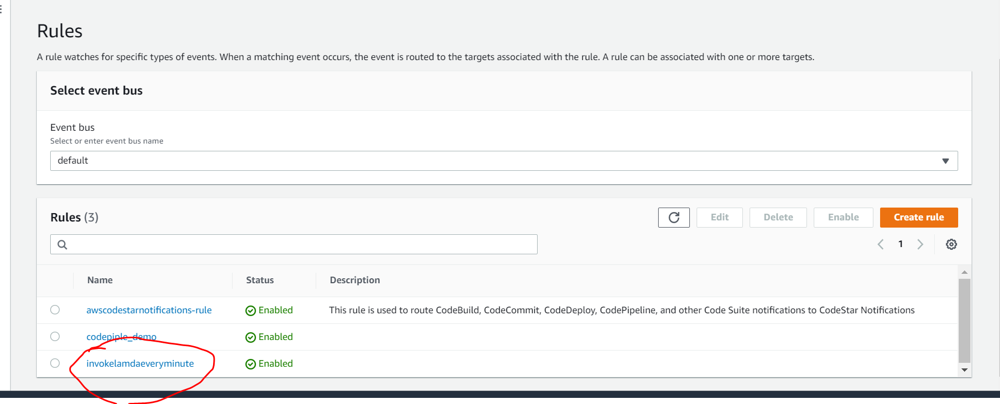 Rules
A rule watches for specific types of events. When a matching event occurs, the event is routed to the targets associated with the rule. A rule can be associated with one or more targets.
Select event bus
Event bus
Select or enter event bus name
default
Rules (3)
Edit
Delete
Enable
Create rule
1
Name Status Description
awscodestarnotifications-rule Enabled This rule is used to route CodeBuild, CodeCommit, CodeDeploy, CodePipeline, and other Code Suite notifications to CodeStar Notifications
codepiple_demo Enabled
invokelamdaeveryminute Enabled